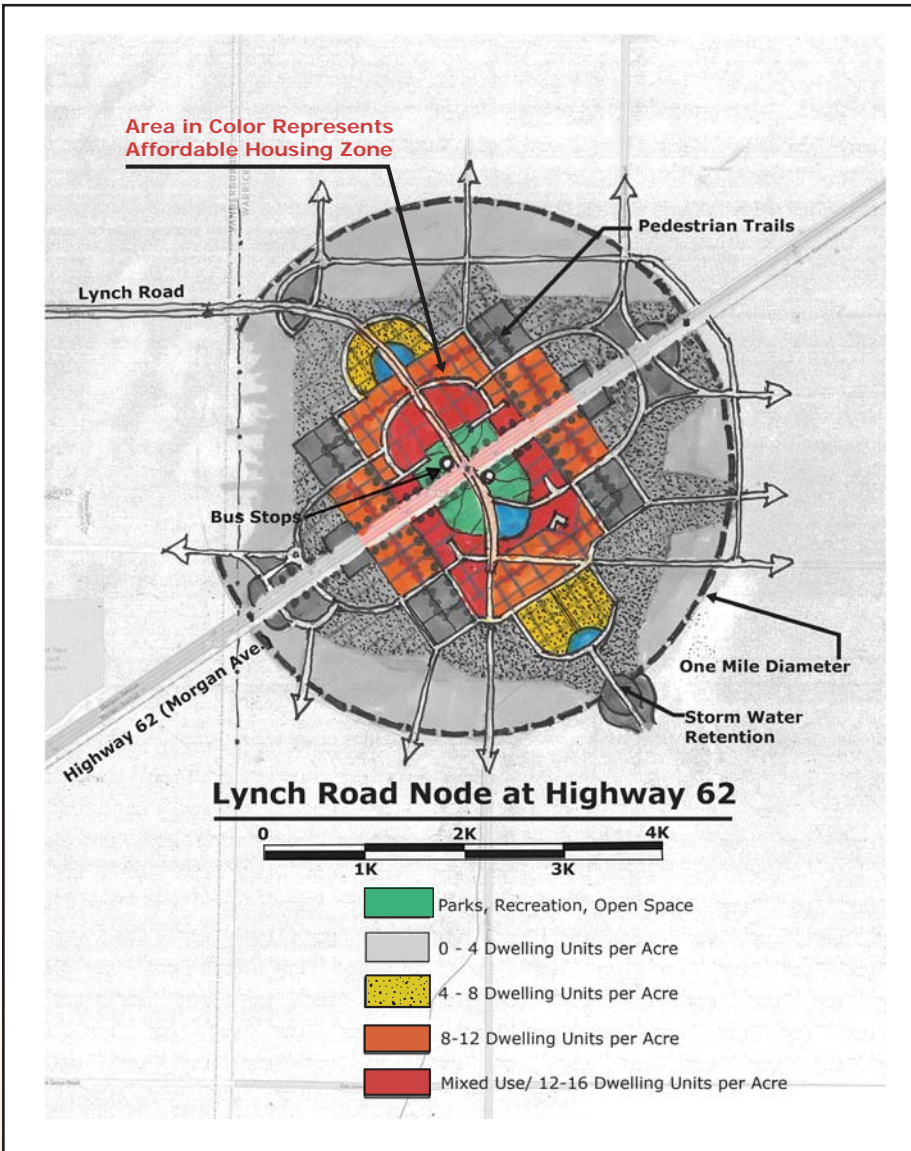 Area in Color Represents
Affordable Housing Zone
VANDERBURGH
WARRICK
Pedestrian Trails
Lynch Road
Bus Stops
One Mile Diameter
Highway 62 (Morgan Ave.
Storm Water
Retention
Lynch Road Node at Highway 62
0
2K
4K
1K
3K
Parks, Recreation, Open Space
0 - 4 Dwelling Units per Acre
4 - 8 Dwelling Units per Acre
8-12 Dwelling Units per Acre
Mixed Use/ 12-16 Dwelling Units per Acre